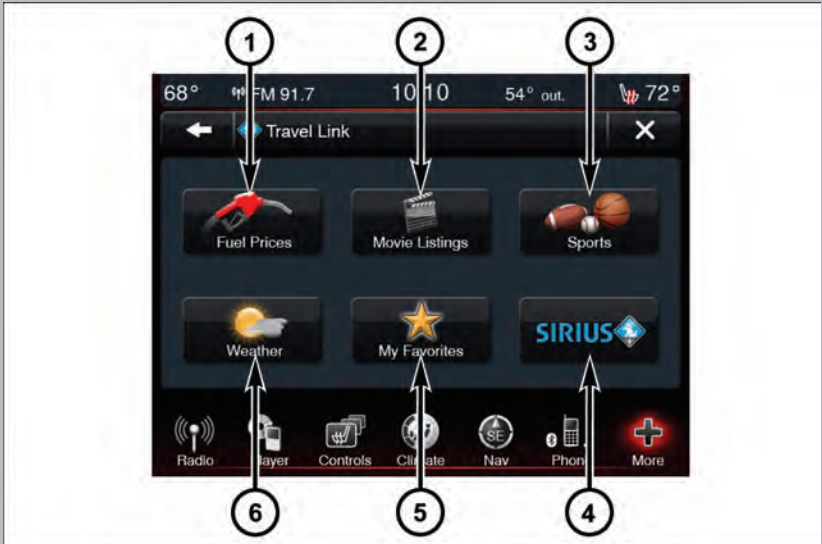 1 2 3
68° FM 91.7 10 10 54° out. 72°
Travel Link
Fuel Prices Movie Listings Sports
SIRIUS
Weather My Favorites
SE
Radio Player Controls Climate Nav Phone More
6 5 4